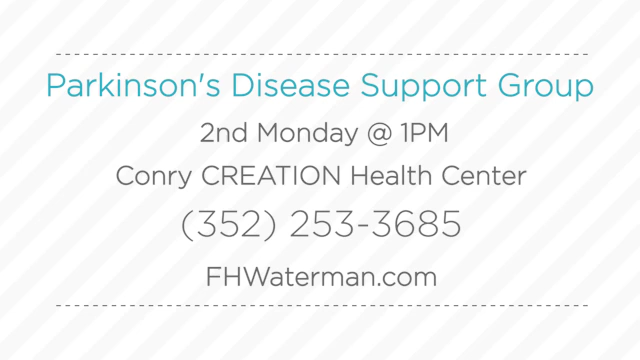 Parkinson's Disease Support Group
2nd Monday @ 1PM
Conry CREATION Health Center
(352) 253-3685
FHWaterman.com